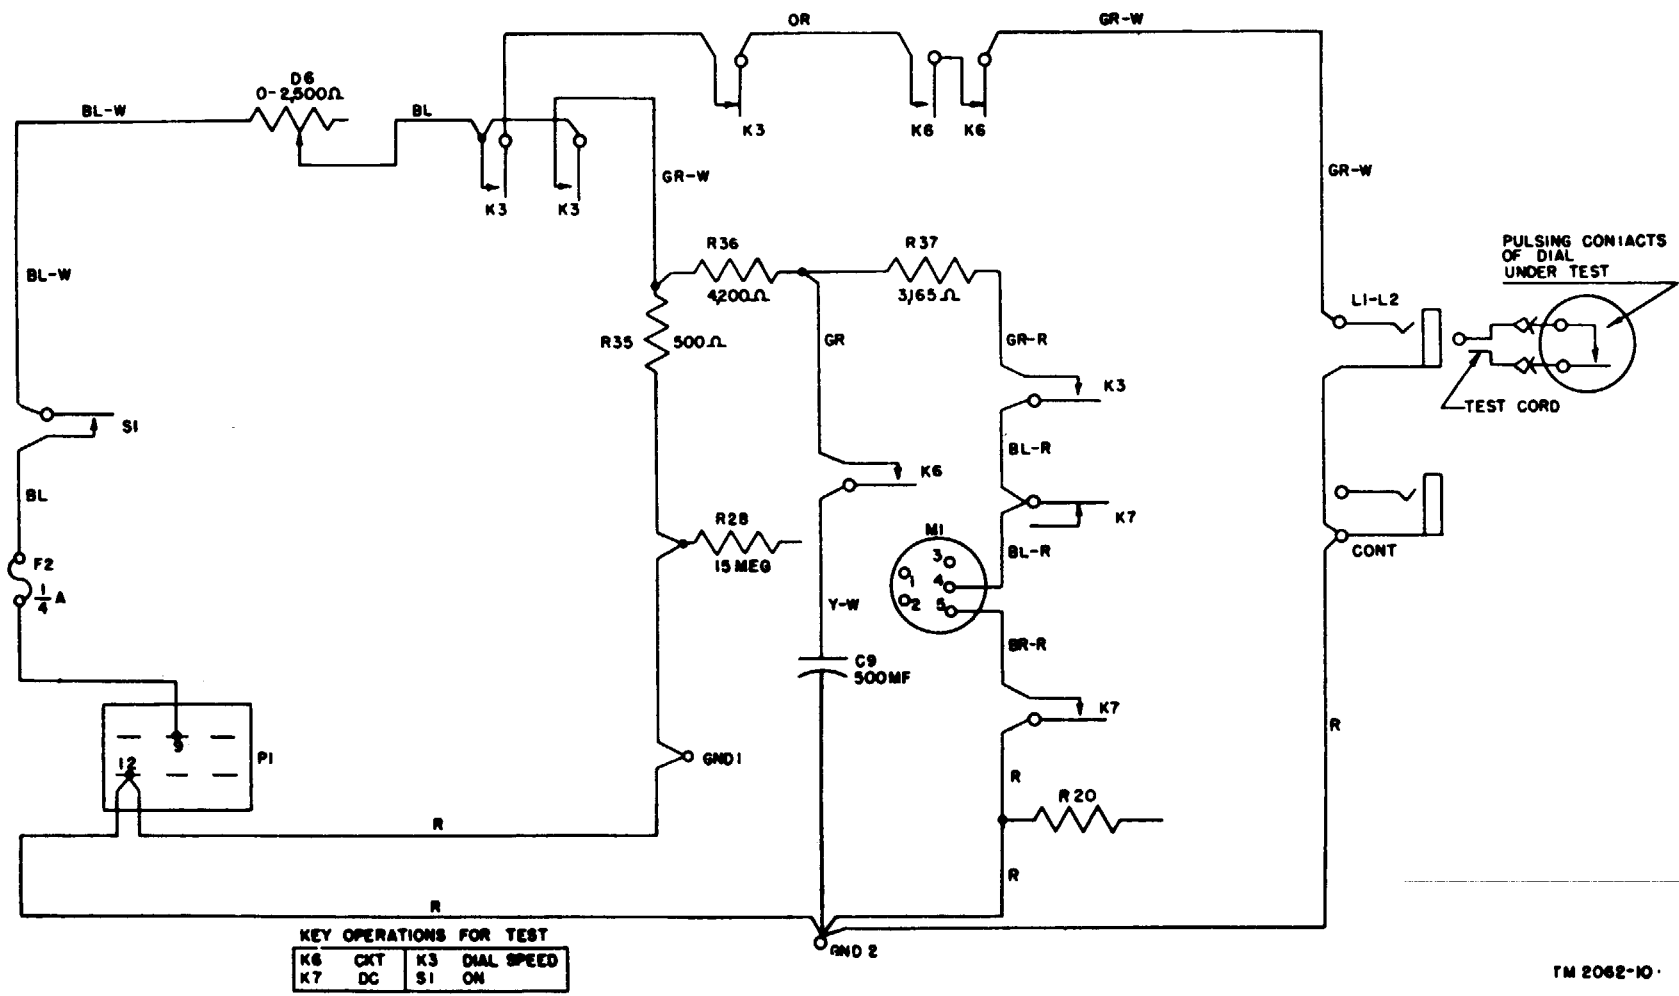 OR
GR-W
D6
0-2,500Ω
BL-W
BL
K3
K6
K6
K3
K3
GR-W
GR-W
R36
4,200Ω
R37
3,165Ω
PULSING CONTACTS
OF DIAL
UNDER TEST
BL-W
L1-L2
R35
500Ω
GR
GR-R
K3
TEST CORD
S1
BL-R
K6
BL
R28
15 MEG
K7
M1
3
1
4
2
5
BL-R
CONT
F2
1/4 A
Y-W
BR-R
C9
500MF
K7
R
9
12
P1
GND1
R
R20
R
R
R
GND 2
KEY OPERATIONS FOR TEST
K6 CKT K3 DIAL SPEED
K7 DC S1 ON
TM 2062-10